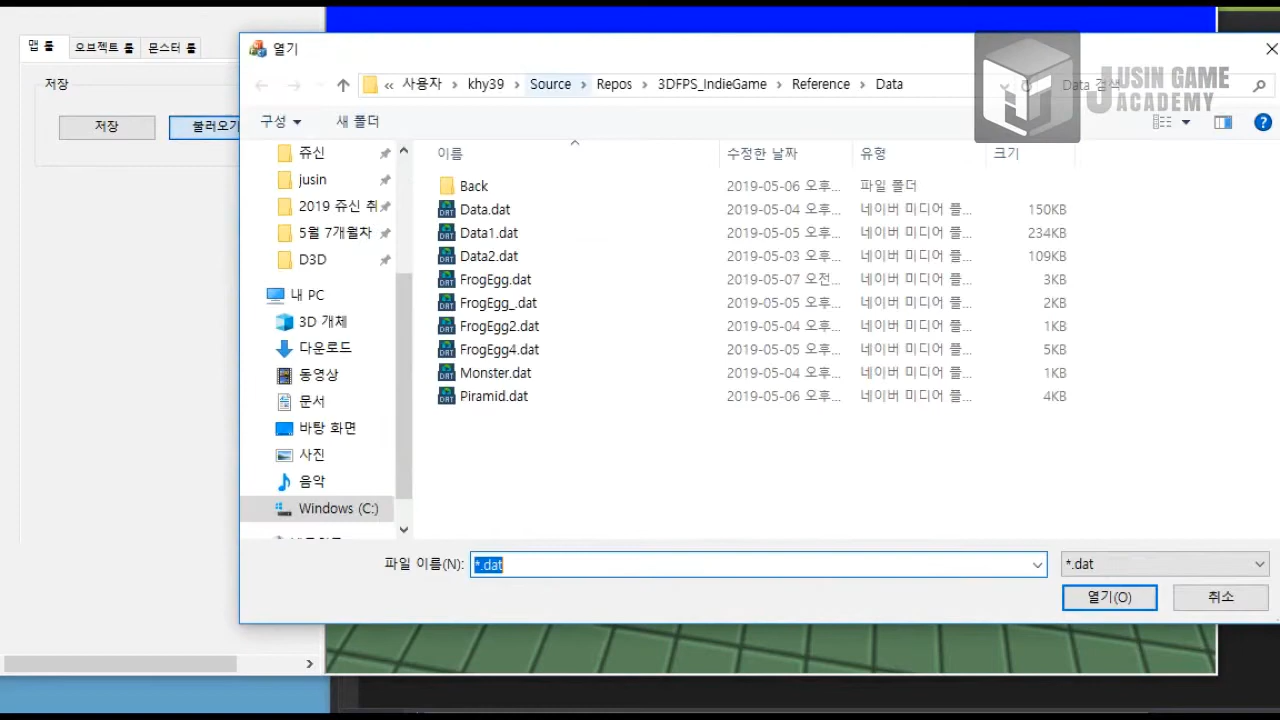 맵 툴
오브젝트 툴
몬스터 툴
저장
저장
불러오기
열기
« 사용자 > khy39 > Source > Repos > 3DFPS_IndieGame > Reference > Data
Data 검색
JUSIN GAME
ACADEMY
구성
새 폴더
쥬신
jusin
2019 쥬신 취
5월 7개월차
D3D
내 PC
3D 개체
다운로드
동영상
문서
바탕 화면
사진
음악
Windows (C:)
이름 수정한 날짜 유형 크기
Back 2019-05-06 오후... 파일 폴더
Data.dat 2019-05-04 오후... 네이버 미디어 플... 150KB
Data1.dat 2019-05-05 오후... 네이버 미디어 플... 234KB
Data2.dat 2019-05-03 오후... 네이버 미디어 플... 109KB
FrogEgg.dat 2019-05-07 오전... 네이버 미디어 플... 3KB
FrogEgg_.dat 2019-05-05 오후... 네이버 미디어 플... 2KB
FrogEgg2.dat 2019-05-04 오후... 네이버 미디어 플... 1KB
FrogEgg4.dat 2019-05-05 오후... 네이버 미디어 플... 5KB
Monster.dat 2019-05-04 오후... 네이버 미디어 플... 1KB
Piramid.dat 2019-05-06 오후... 네이버 미디어 플... 4KB
파일 이름(N): *.dat
*.dat
열기(O)
취소